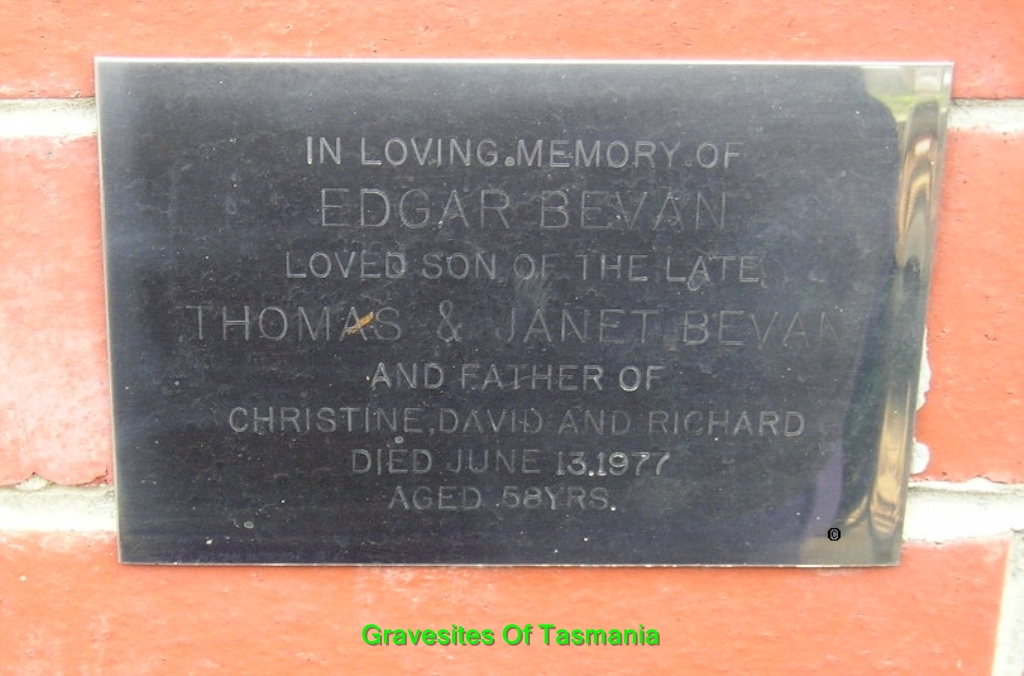 IN LOVING MEMORY OF
EDGAR BEVAN
LOVED SON OF THE LATE
THOMAS & JANET BEVAN
AND FATHER OF
CHRISTINE, DAVID AND RICHARD
DIED JUNE 13.1977
AGED 58YRS.
©
Gravesites Of Tasmania